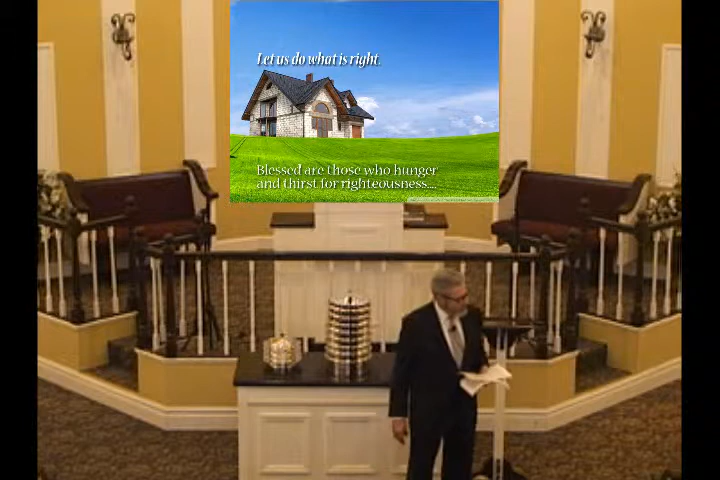 Let us do what is right.
Blessed are those who hunger
and thirst for righteousness....